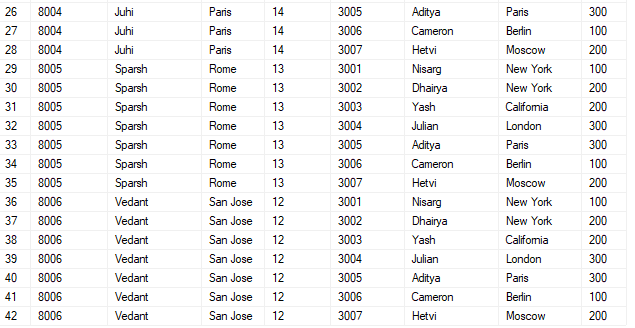 26 8004 Juhi Paris 14 3005 Aditya Paris 300
27 8004 Juhi Paris 14 3006 Cameron Berlin 100
28 8004 Juhi Paris 14 3007 Hetvi Moscow 200
29 8005 Sparsh Rome 13 3001 Nisarg New York 100
30 8005 Sparsh Rome 13 3002 Dhairya New York 200
31 8005 Sparsh Rome 13 3003 Yash California 200
32 8005 Sparsh Rome 13 3004 Julian London 300
33 8005 Sparsh Rome 13 3005 Aditya Paris 300
34 8005 Sparsh Rome 13 3006 Cameron Berlin 100
35 8005 Sparsh Rome 13 3007 Hetvi Moscow 200
36 8006 Vedant San Jose 12 3001 Nisarg New York 100
37 8006 Vedant San Jose 12 3002 Dhairya New York 200
38 8006 Vedant San Jose 12 3003 Yash California 200
39 8006 Vedant San Jose 12 3004 Julian London 300
40 8006 Vedant San Jose 12 3005 Aditya Paris 300
41 8006 Vedant San Jose 12 3006 Cameron Berlin 100
42 8006 Vedant San Jose 12 3007 Hetvi Moscow 200